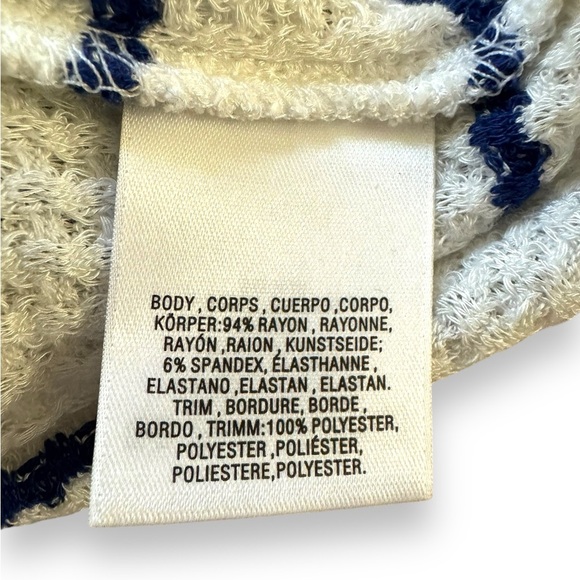 BODY , CORPS , CUERPO ,CORPO,
KÖRPER:94% RAYON , RAYONNE,
RAYÓN ,RAION , KUNSTSEIDE;
6% SPANDEX, ÉLASTHANNE ,
ELASTANO ,ELASTAN , ELASTAN.
TRIM , BORDURE, BORDE ,
BORDO , TRIMM:100% POLYESTER,
POLYESTER ,POLIÉSTER,
POLIESTERE,POLYESTER.